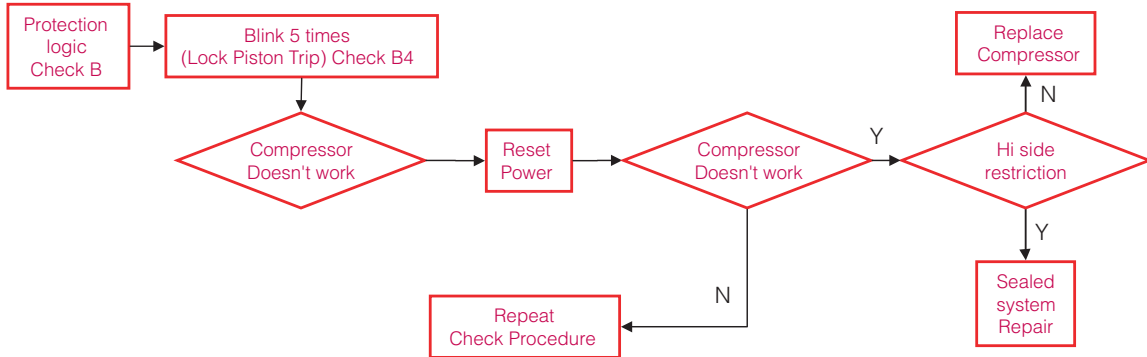 Protection
logic
Check B
Blink 5 times
(Lock Piston Trip) Check B4
Compressor
Doesn't work
Reset
Power
Compressor
Doesn't work
Y
Hi side
restriction
N
Replace
Compressor
Y
Sealed
system
Repair
N
Repeat
Check Procedure